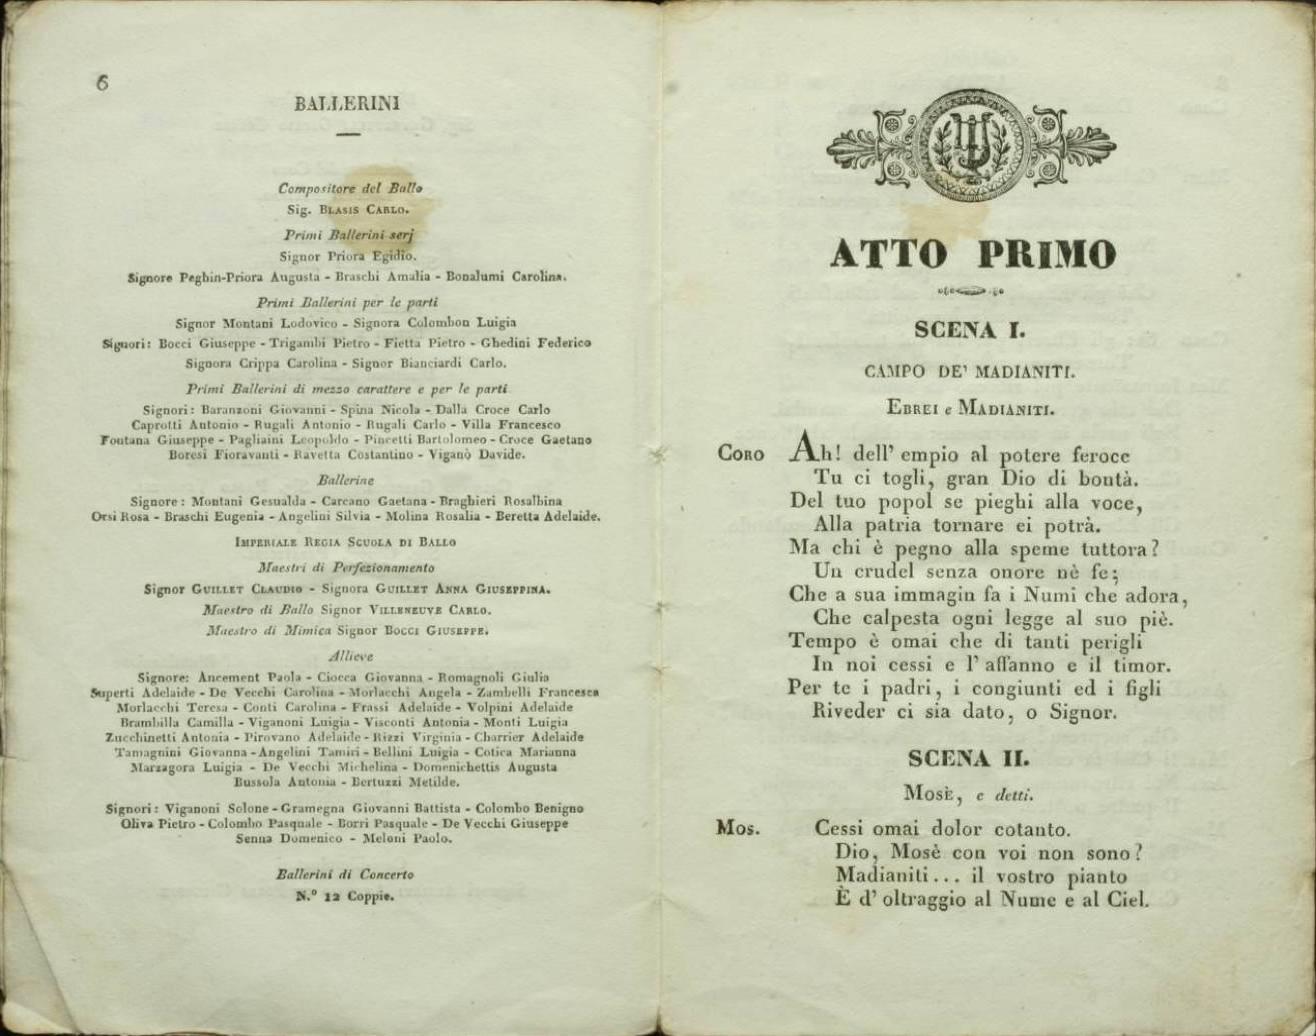 6
BALLERINI
Compositore del Ballo
Sig. BLASIS CARLO.
Primi Ballerini serj
Signor Priora Egidio.
Signore Peghin-Priora Augusta - Braschi Amalia - Bonalumi Carolina.
Primi Ballerini per le parti
Signor Montani Lodovico - Signora Colombon Luigia
Signori: Bocci Giuseppe - Trigambi Pietro - Fietta Pietro - Ghedini Federico
Signora Crippa Carolina - Signor Bianciardi Carlo.
Primi Ballerini di mezzo carattere e per le parti
Signori: Baranzoni Giovanni - Spina Nicola - Dalla Croce Carlo
Caprotti Antonio - Rugali Antonio - Rugali Carlo - Villa Francesco
Fontana Giuseppe - Pagliaini Leopoldo - Pincetti Bartolomeo - Croce Gaetano
Boresi Fioravanti - Ravetta Costantino - Viganò Davide.
Ballerine
Signore: Montani Gesualda - Carcano Gaetana - Braghieri Rosalbina
Orsi Rosa - Braschi Eugenia - Angelini Silvia - Molina Rosalia - Beretta Adelaide.
IMPERIALE REGIA SCUOLA DI BALLO
Maestri di Perfezionamento
Signor GUILLET CLAUDIO - Signora GUILLET ANNA GIUSEPPINA.
Maestro di Ballo Signor VILLENEUVE CARLO.
Maestro di Mimica Signor BOCCI GIUSEPPE.
Allieve
Signore: Ancement Paola - Ciocca Giovanna - Romagnoli Giulia
Superti Adelaide - De Vecchi Carolina - Morlacchi Angela - Zambelli Francesca
Morlacchi Teresa - Conti Carolina - Frassi Adelaide - Volpini Adelaide
Brambilla Camilla - Viganoni Luigia - Visconti Antonia - Monti Luigia
Zucchinetti Antonia - Pirovano Adelaide - Rizzi Virginia - Charrier Adelaide
Tamagnini Giovanna - Angelini Tamiri - Bellini Luigia - Cotica Marianna
Marzagora Luigia - De Vecchi Michelina - Domenichettis Augusta
Bussola Antonia - Bertuzzi Metilde.
Signori: Viganoni Solone - Gramegna Giovanni Battista - Colombo Benigno
Oliva Pietro - Colombo Pasquale - Borri Pasquale - De Vecchi Giuseppe
Senna Domenico - Meloni Paolo.
Ballerini di Concerto
N.º 12 Coppie.
ATTO PRIMO
SCENA I.
CAMPO DE' MADIANITI.
EBREI e MADIANITI.
CORO Ah! dell' empio al potere feroce
Tu ci togli, gran Dio di bontà.
Del tuo popol se pieghi alla voce,
Alla patria tornare ei potrà.
Ma chi è pegno alla speme tuttora?
Un crudel senza onore nè fe;
Che a sua immagin fa i Numi che adora,
Che calpesta ogni legge al suo piè.
Tempo è omai che di tanti perigli
In noi cessi e l' affanno e il timor.
Per te i padri, i congiunti ed i figli
Riveder ci sia dato, o Signor.
SCENA II.
MOSÈ, e detti.
Mos. Cessi omai dolor cotanto.
Dio, Mosè con voi non sono?
Madianiti... il vostro pianto
È d' oltraggio al Nume e al Ciel.